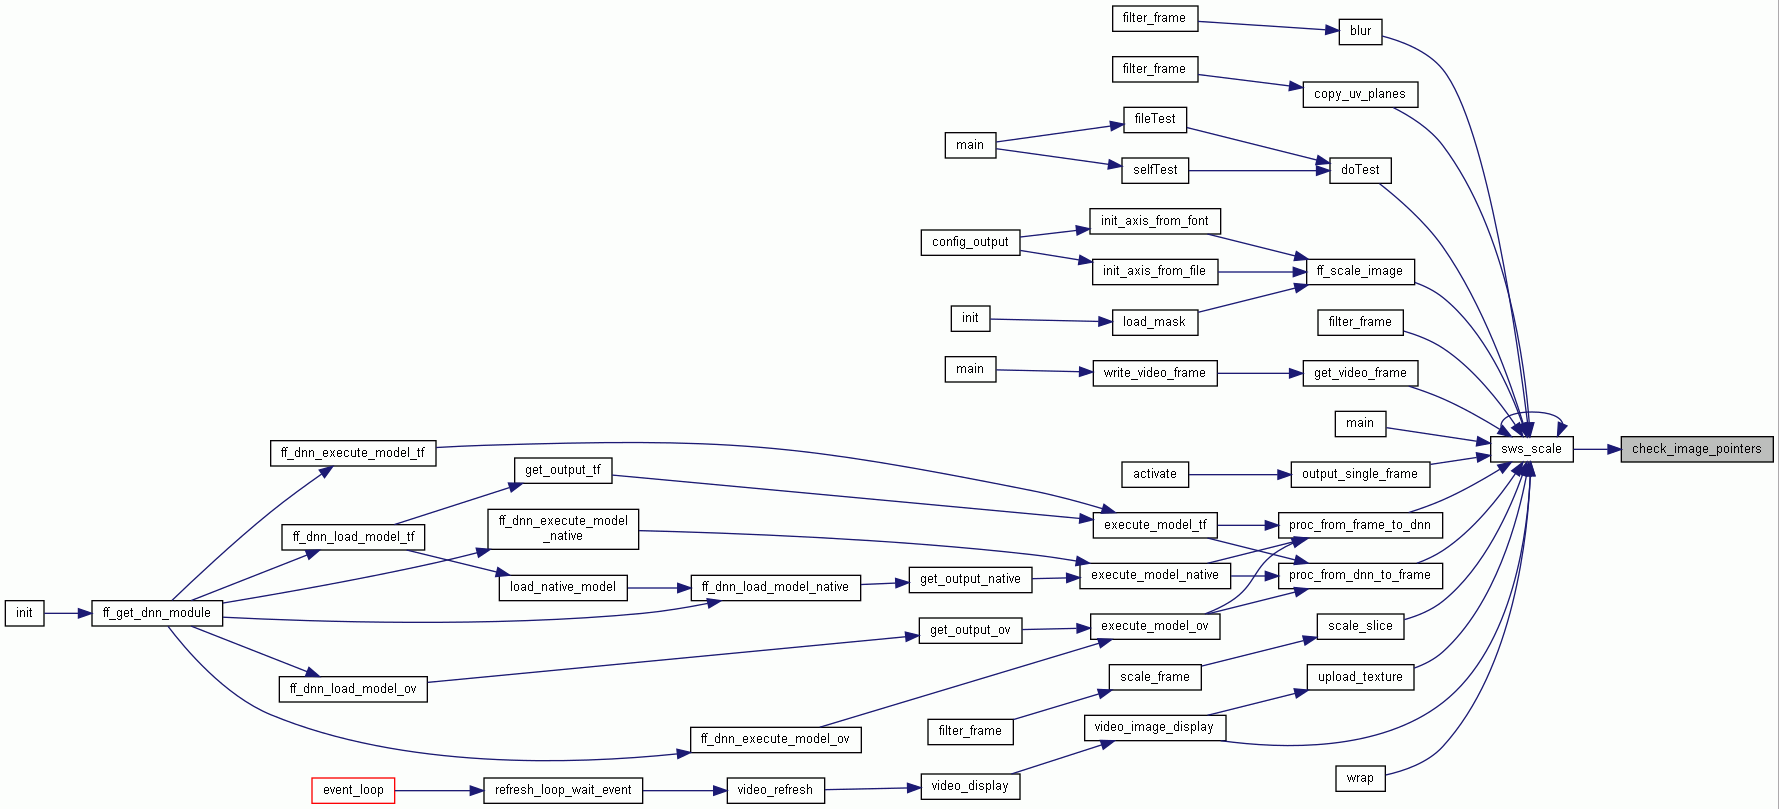 filter_frame
blur
filter_frame
copy_uv_planes
fileTest
main
selfTest
doTest
init_axis_from_font
config_output
init_axis_from_file
ff_scale_image
init
load_mask
filter_frame
main
write_video_frame
get_video_frame
main
ff_dnn_execute_model_tf
sws_scale
check_image_pointers
get_output_tf
activate
output_single_frame
ff_dnn_execute_model
_native
ff_dnn_load_model_tf
execute_model_tf
proc_from_frame_to_dnn
load_native_model
ff_dnn_load_model_native
get_output_native
execute_model_native
proc_from_dnn_to_frame
init
ff_get_dnn_module
get_output_ov
execute_model_ov
scale_slice
ff_dnn_load_model_ov
scale_frame
upload_texture
ff_dnn_execute_model_ov
filter_frame
video_image_display
wrap
event_loop
refresh_loop_wait_event
video_refresh
video_display